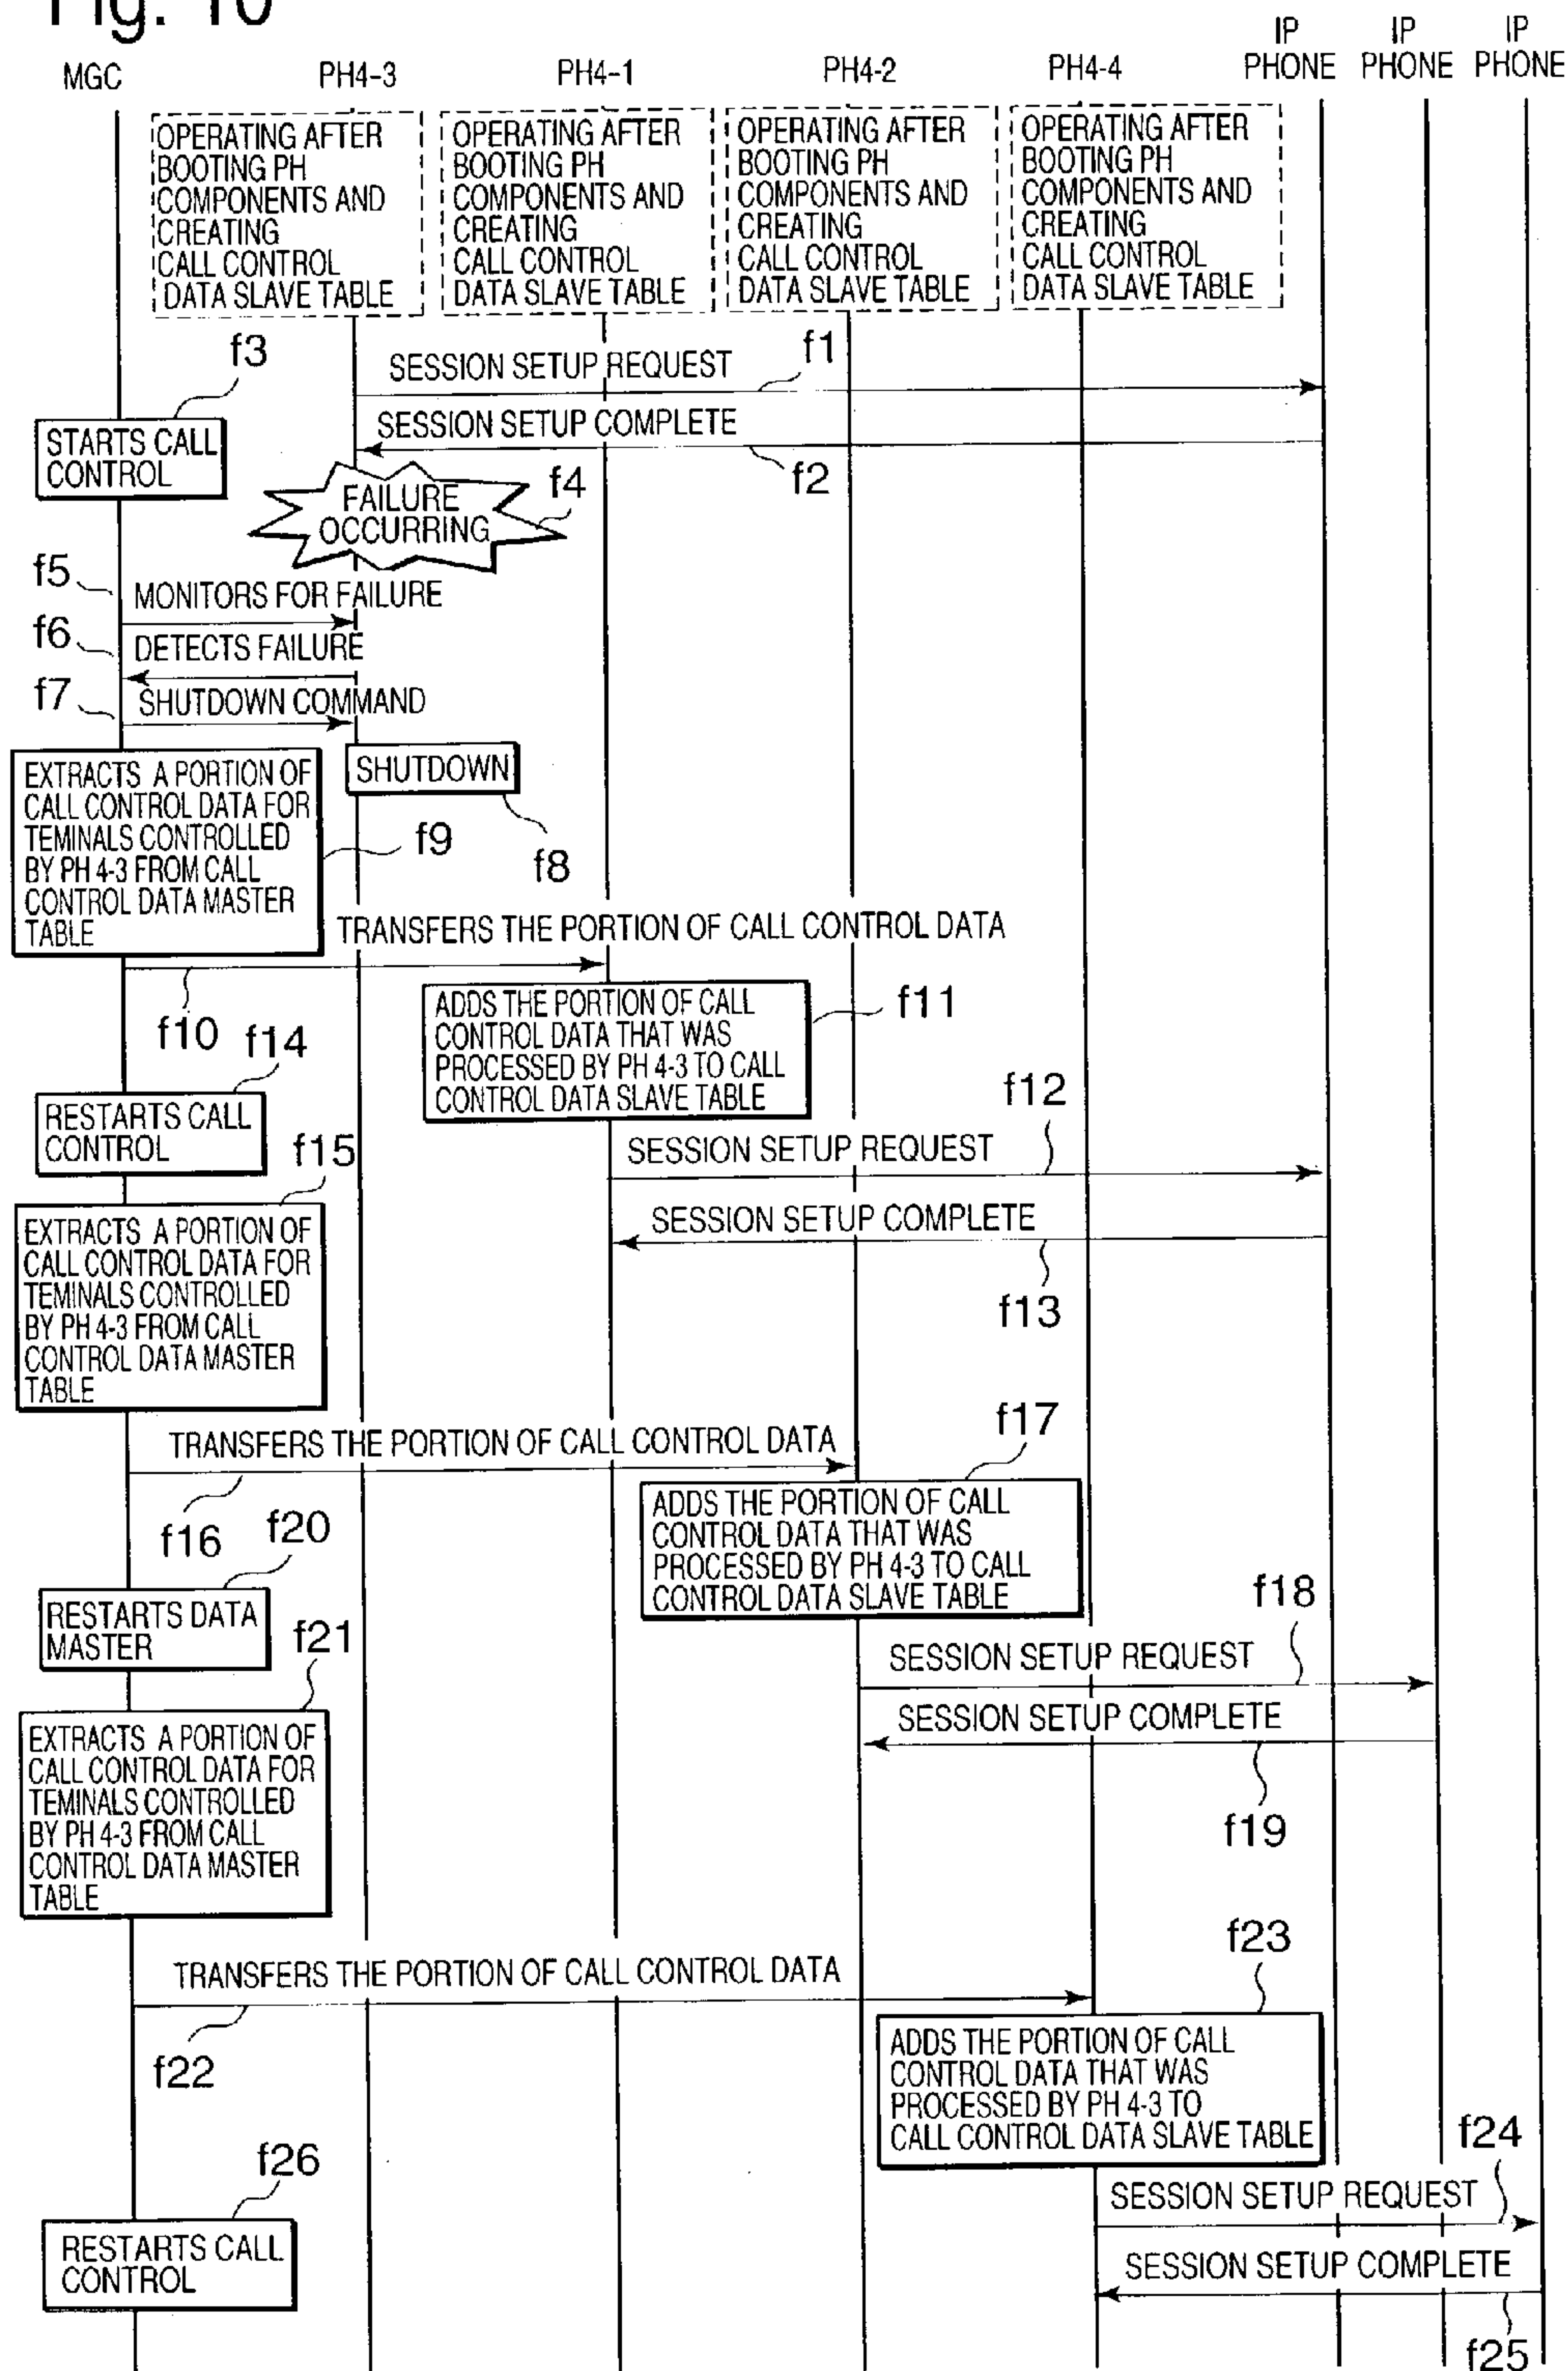 Fig. 10
MGC
PH4-3
PH4-1
PH4-2
PH4-4
IP
PHONE
IP
PHONE
IP
PHONE
OPERATING AFTER
BOOTING PH
COMPONENTS AND
CREATING
CALL CONTROL
DATA SLAVE TABLE
OPERATING AFTER
BOOTING PH
COMPONENTS AND
CREATING
CALL CONTROL
DATA SLAVE TABLE
OPERATING AFTER
BOOTING PH
COMPONENTS AND
CREATING
CALL CONTROL
DATA SLAVE TABLE
OPERATING AFTER
BOOTING PH
COMPONENTS AND
CREATING
CALL CONTROL
DATA SLAVE TABLE
f3
SESSION SETUP REQUEST
f1
STARTS CALL
CONTROL
SESSION SETUP COMPLETE
f2
FAILURE
OCCURRING
f4
f5
MONITORS FOR FAILURE
f6
DETECTS FAILURE
f7
SHUTDOWN COMMAND
EXTRACTS A PORTION OF
CALL CONTROL DATA FOR
TEMINALS CONTROLLED
BY PH 4-3 FROM CALL
CONTROL DATA MASTER
TABLE
SHUTDOWN
f9
f8
TRANSFERS THE PORTION OF CALL CONTROL DATA
f10
ADDS THE PORTION OF CALL
CONTROL DATA THAT WAS
PROCESSED BY PH 4-3 TO CALL
CONTROL DATA SLAVE TABLE
f11
f14
RESTARTS CALL
CONTROL
f12
SESSION SETUP REQUEST
f15
EXTRACTS A PORTION OF
CALL CONTROL DATA FOR
TEMINALS CONTROLLED
BY PH 4-3 FROM CALL
CONTROL DATA MASTER
TABLE
SESSION SETUP COMPLETE
f13
TRANSFERS THE PORTION OF CALL CONTROL DATA
f17
f16
ADDS THE PORTION OF CALL
CONTROL DATA THAT WAS
PROCESSED BY PH 4-3 TO CALL
CONTROL DATA SLAVE TABLE
f20
RESTARTS DATA
MASTER
f18
SESSION SETUP REQUEST
f21
EXTRACTS A PORTION OF
CALL CONTROL DATA FOR
TEMINALS CONTROLLED
BY PH 4-3 FROM CALL
CONTROL DATA MASTER
TABLE
SESSION SETUP COMPLETE
f19
TRANSFERS THE PORTION OF CALL CONTROL DATA
f23
f22
ADDS THE PORTION OF CALL
CONTROL DATA THAT WAS
PROCESSED BY PH 4-3 TO
CALL CONTROL DATA SLAVE TABLE
f24
f26
SESSION SETUP REQUEST
RESTARTS CALL
CONTROL
SESSION SETUP COMPLETE
f25